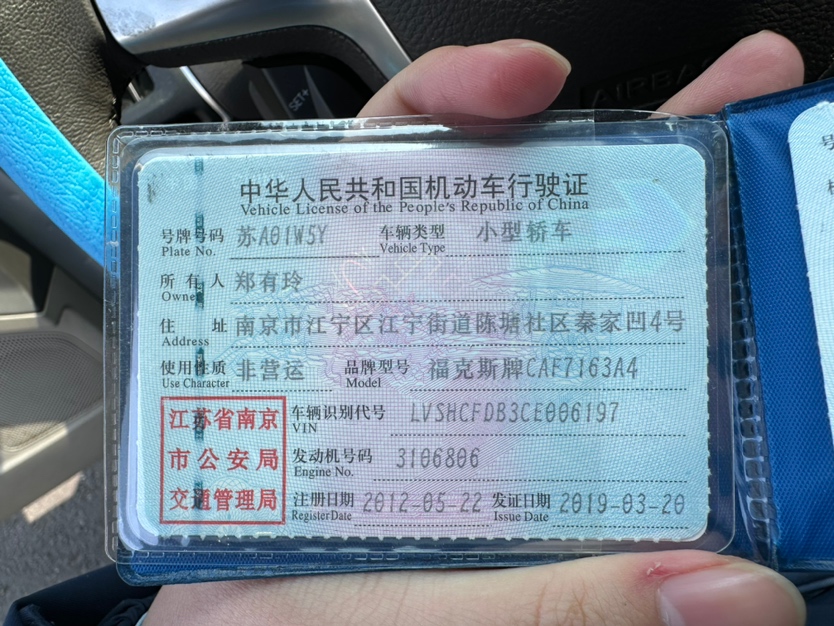 SET+
AIRBAG
中华人民共和国机动车行驶证
Vehicle License of the People's Republic of China
号牌号码 苏A01W5Y 车辆类型 小型轿车
Plate No. Vehicle Type
所有人 郑有玲
Owner
住址 南京市江宁区江宁街道陈塘社区秦家凹4号
Address
使用性质 非营运 品牌型号 福克斯牌CAF7163A4
Use Character Model
江苏省南京
市公安局
交通管理局
车辆识别代号 LVSHCFDB3CE006197
VIN
发动机号码 3106806
Engine No.
注册日期 2012-05-22 发证日期 2019-03-20
Register Date Issue Date
号